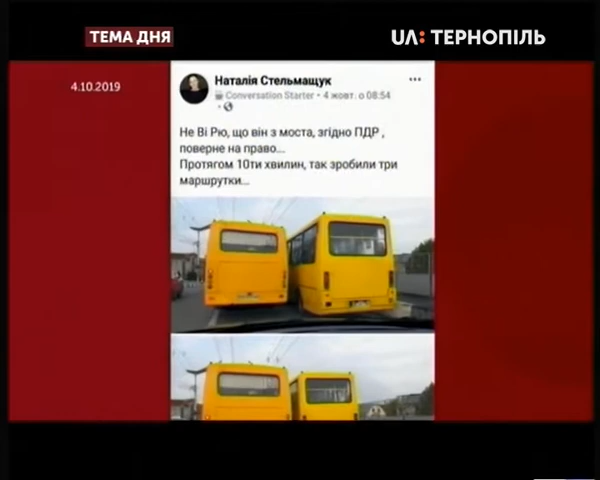 ТЕМА ДНЯ
UA: ТЕРНОПІЛЬ
4.10.2019
Наталія Стельмащук
Conversation Starter • 4 жовт. о 08:54
Не Ві Рю, що він з моста, згідно ПДР ,
поверне на право...
Протягом 10ти хвилин, так зробили три
маршрутки...